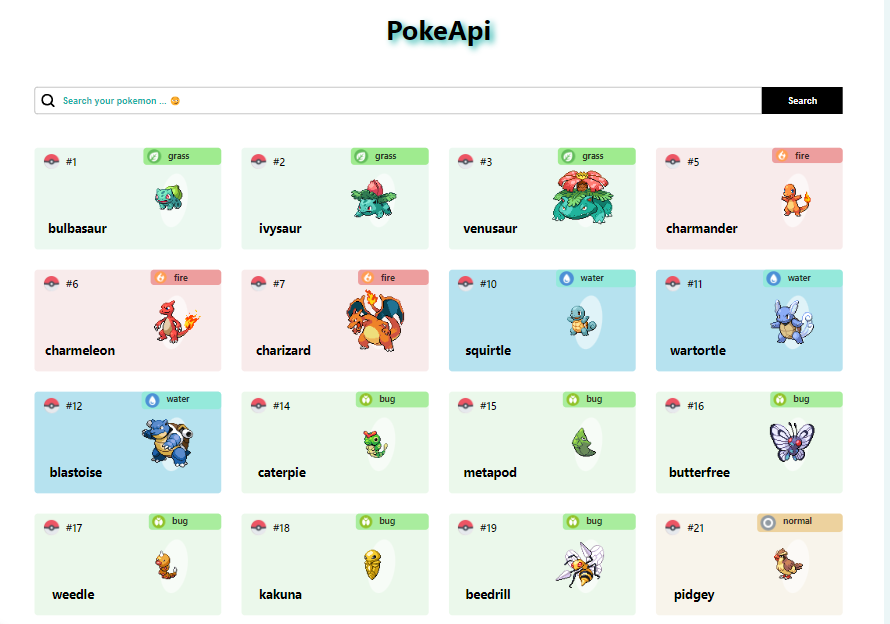 PokeApi
Search your pokemon ... Search
#1 grass
bulbasaur
#2 grass
ivysaur
#3 grass
venusaur
#5 fire
charmander
#6 fire
charmeleon
#7 fire
charizard
#10 water
squirtle
#11 water
wartortle
#12 water
blastoise
#14 bug
caterpie
#15 bug
metapod
#16 bug
butterfree
#17 bug
weedle
#18 bug
kakuna
#19 bug
beedrill
#21 normal
pidgey